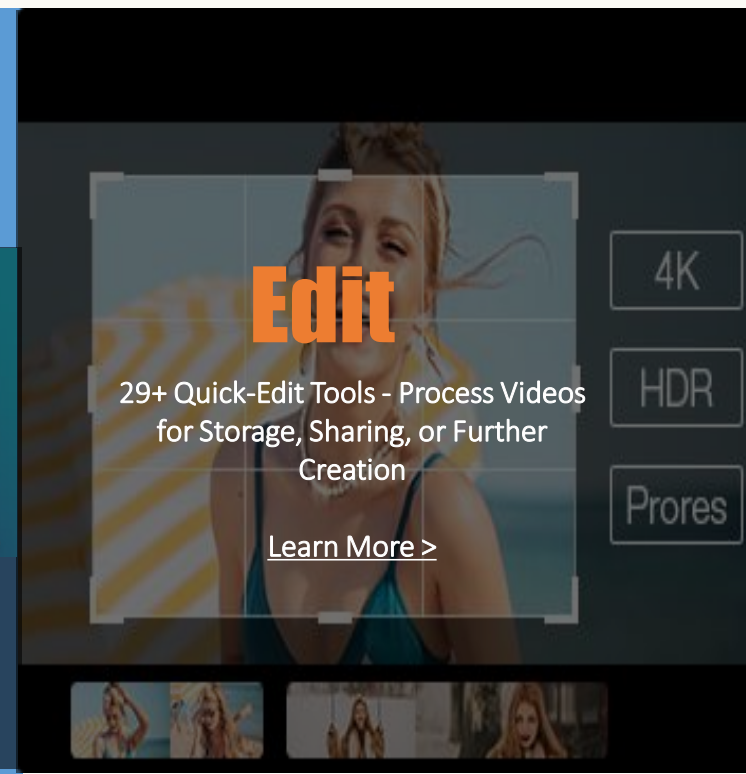 Edit
29+ Quick-Edit Tools - Process Videos
for Storage, Sharing, or Further
Creation
Learn More >
4K
HDR
Prores